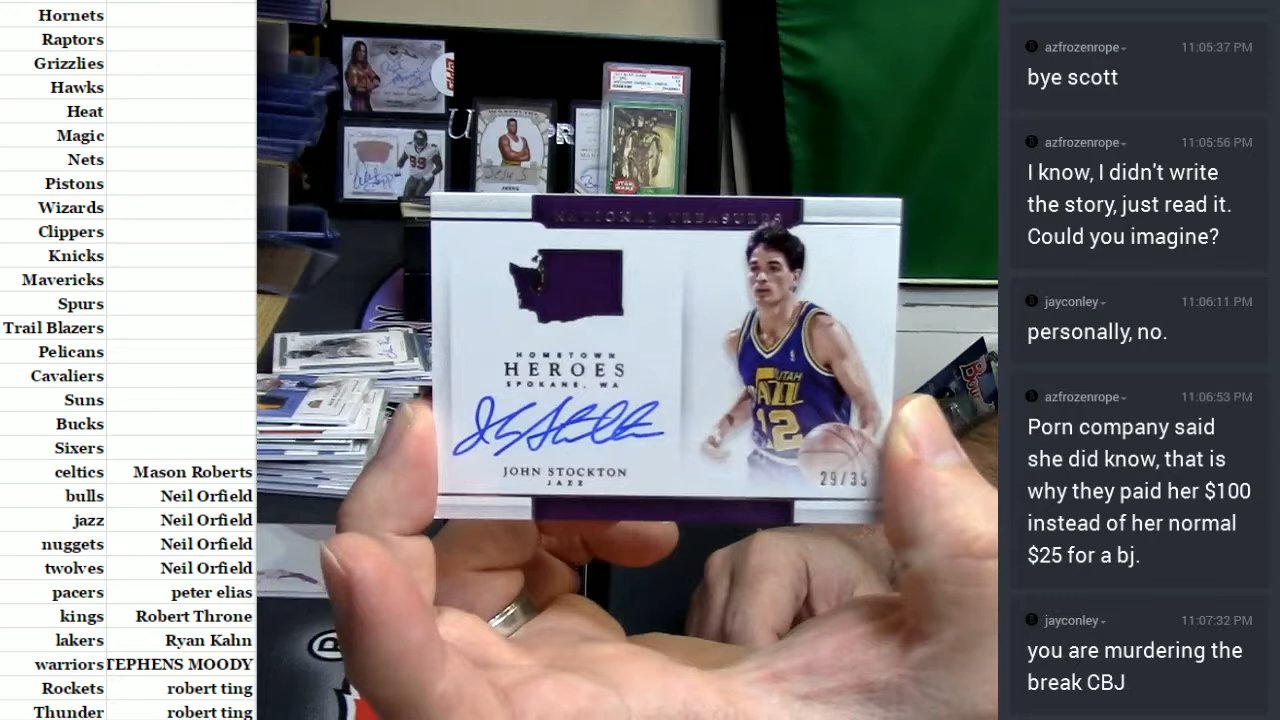 Hornets
Raptors
Grizzlies
Hawks
Heat
Magic
Nets
Pistons
Wizards
Clippers
Knicks
Mavericks
Spurs
Trail Blazers
Pelicans
Cavaliers
Suns
Bucks
Sixers
celtics Mason Roberts
bulls Neil Orfield
jazz Neil Orfield
nuggets Neil Orfield
twolves Neil Orfield
pacers peter elias
kings Robert Throne
lakers Ryan Kahn
warriors TEPHENS MOODY
Rockets robert ting
Thunder robert ting
STAR WARS
NATIONAL TREASURES
HOMETOWN
HEROES
SPOKANE, WA
JOHN STOCKTON
JAZZ
UTAH
JAZZ
12
29/35
azfrozenrope 11:05:37 PM
bye scott
azfrozenrope 11:05:56 PM
I know, I didn't write
the story, just read it.
Could you imagine?
jayconley 11:06:11 PM
personally, no.
azfrozenrope 11:06:53 PM
Porn company said
she did know, that is
why they paid her $100
instead of her normal
$25 for a bj.
jayconley 11:07:32 PM
you are murdering the
break CBJ